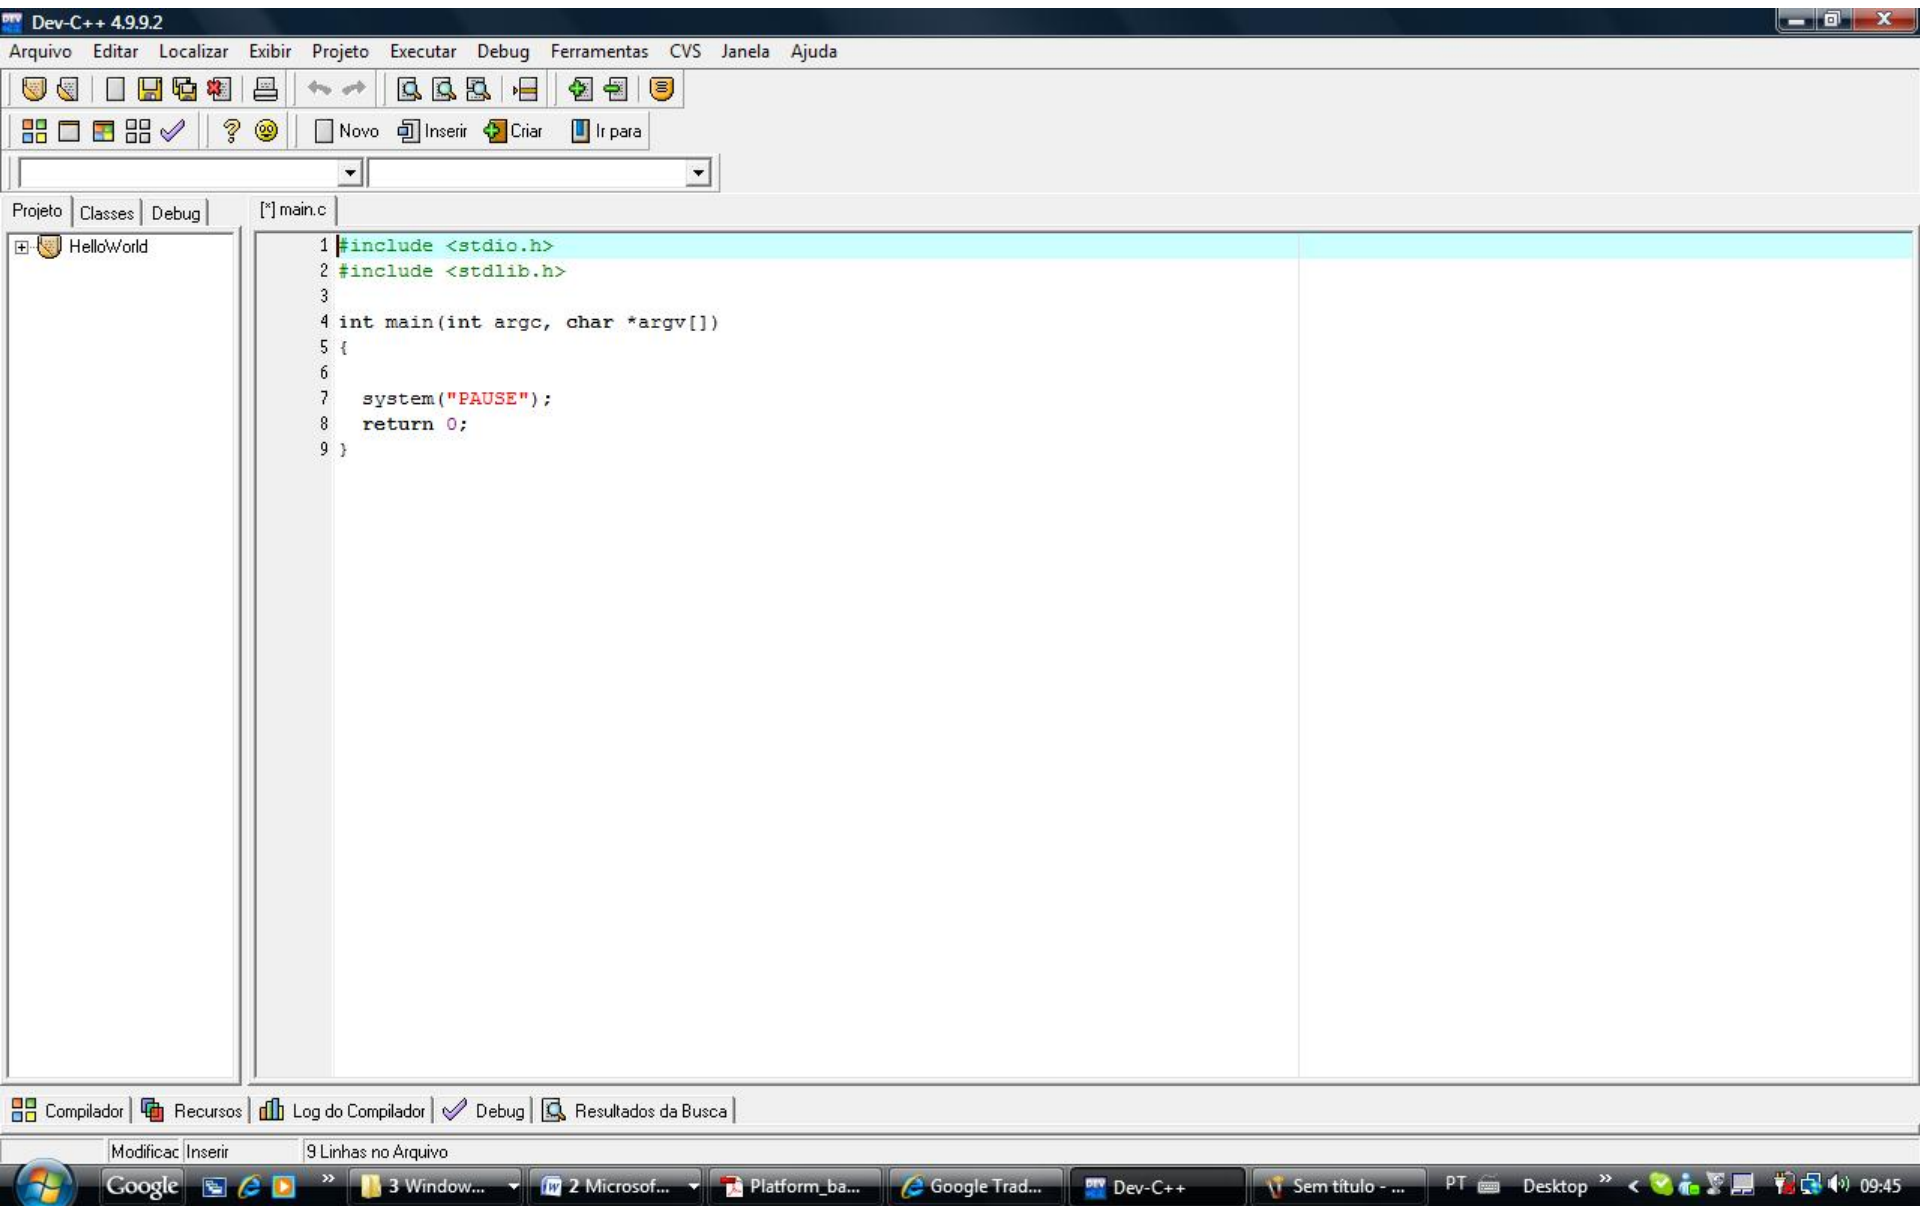 Dev-C++ 4.9.9.2
Arquivo Editar Localizar Exibir Projeto Executar Debug Ferramentas CVS Janela Ajuda
Novo Inserir Criar Ir para
Projeto Classes Debug [*] main.c
HelloWorld
1 #include <stdio.h>
2 #include <stdlib.h>
3
4 int main(int argc, char *argv[])
5 {
6
7 system("PAUSE");
8 return 0;
9 }
Compilador Recursos Log do Compilador Debug Resultados da Busca
Modificac Inserir 9 Linhas no Arquivo
Google » 3 Window... 2 Microsof... Platform_ba... Google Trad... Dev-C++ Sem título - ... PT Desktop » < 09:45